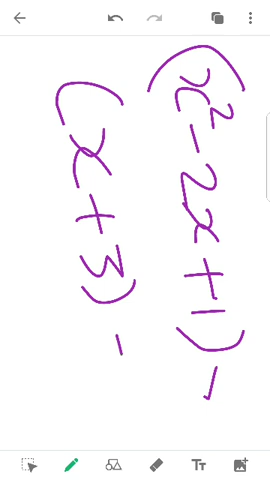 (x² - 2x + 1) -
(x + 3) -